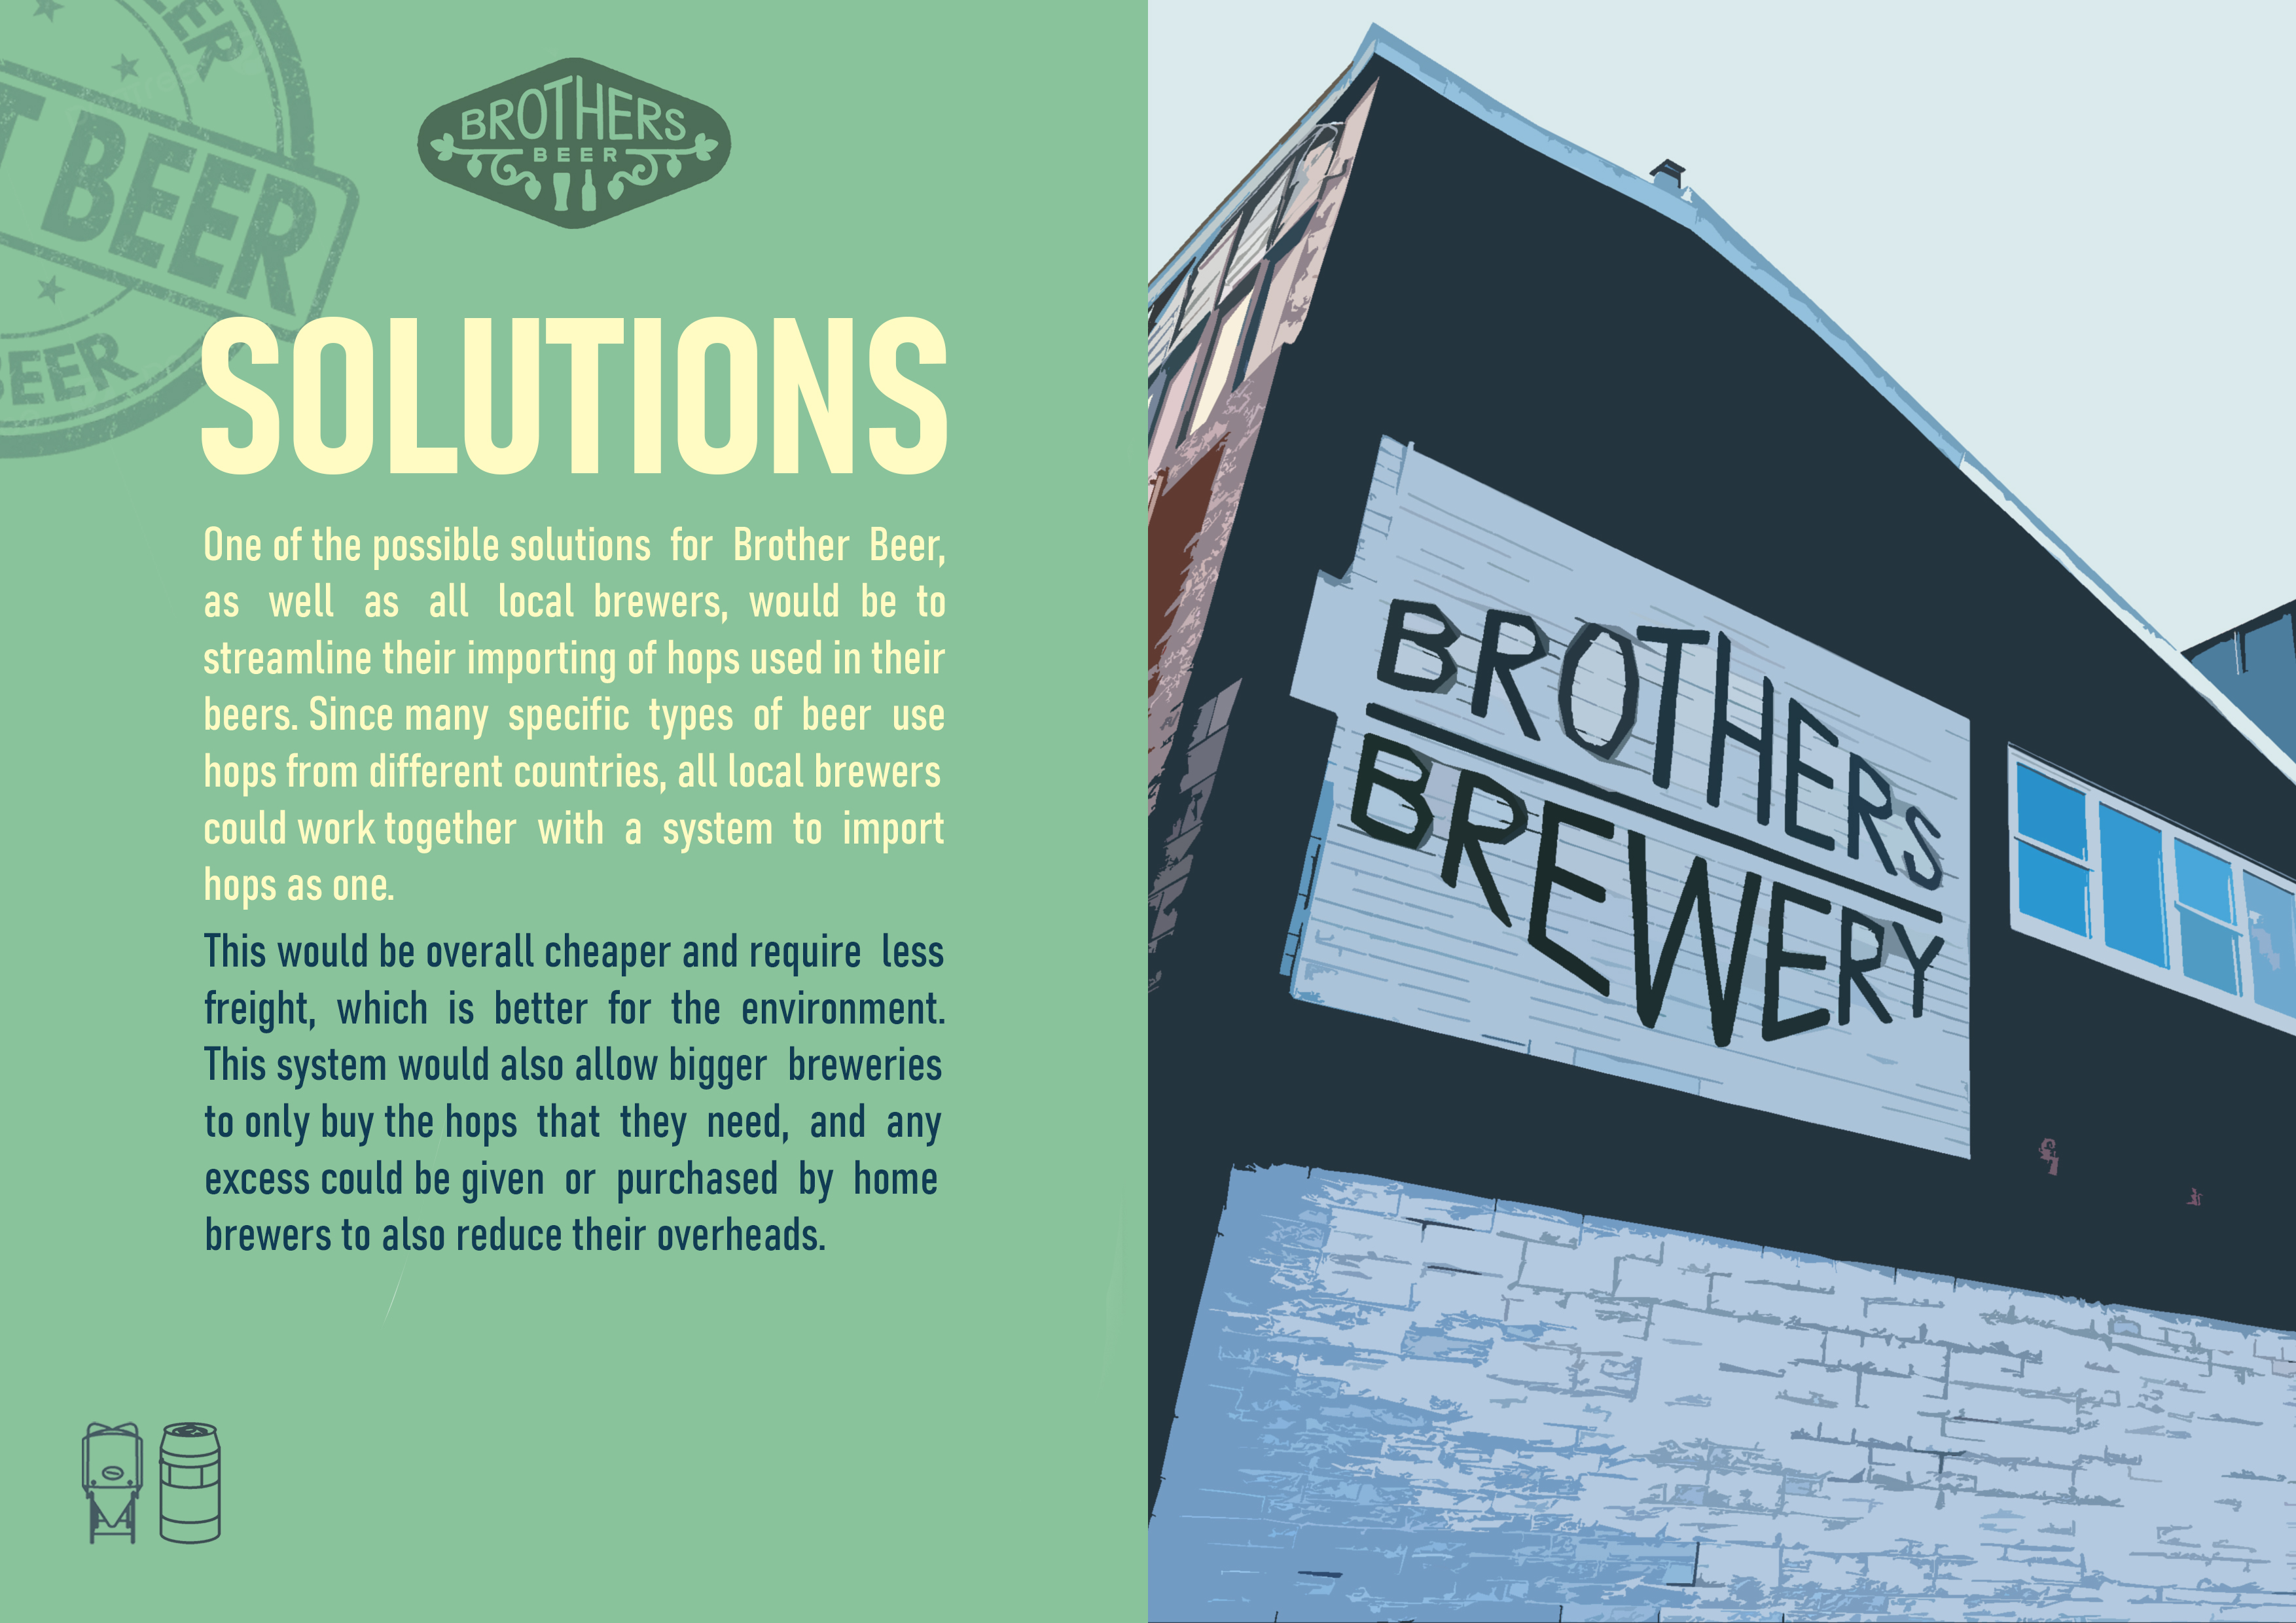 EER
T BEER
BEER
BROTHERS
BEER
SOLUTIONS
One of the possible solutions for Brother Beer,
as well as all local brewers, would be to
streamline their importing of hops used in their
beers. Since many specific types of beer use
hops from different countries, all local brewers
could work together with a system to import
hops as one.
This would be overall cheaper and require less
freight, which is better for the environment.
This system would also allow bigger breweries
to only buy the hops that they need, and any
excess could be given or purchased by home
brewers to also reduce their overheads.
BROTHERS
BREWERY